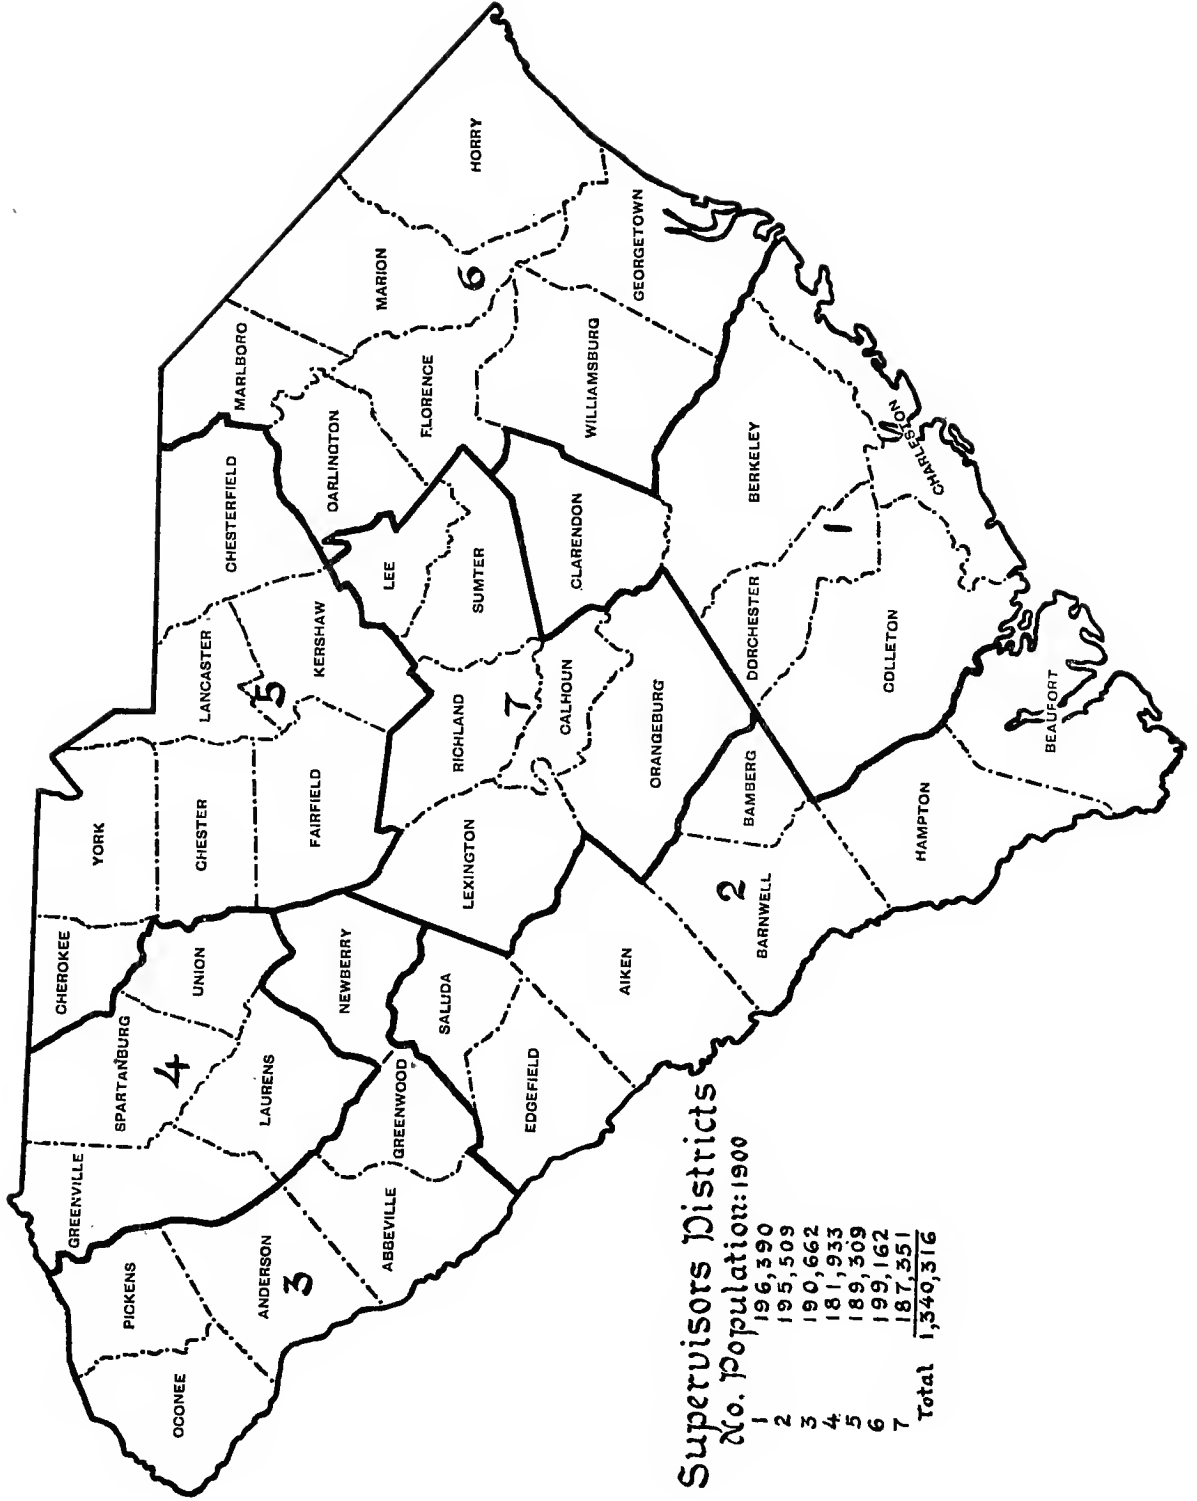 CHEROKEE
GREENVILLE
YORK
SPARTANBURG
PICKENS
4
OCONEE
UNION
CHESTER
LANCASTER
CHESTERFIELD
MARLBORO
ANDERSON
LAURENS
5
3
FAIRFIELD
KERSHAW
DARLINGTON
NEWBERRY
MARION
ABBEVILLE
GREENWOOD
LEE
FLORENCE
SALUDA
RICHLAND
LEXINGTON
6
HORRY
SUMTER
7
EDGEFIELD
CALHOUN
CLARENDON
WILLIAMSBURG
AIKEN
GEORGETOWN
ORANGEBURG
2
BAMBERG
DORCHESTER
BERKELEY
BARNWELL
1
COLLETON
CHARLESTON
HAMPTON
BEAUFORT
Supervisors Districts
No. Population:1900
1 196,390
2 195,509
3 190,662
4 181,933
5 189,309
6 199,162
7 187,351
Total 1,340,316